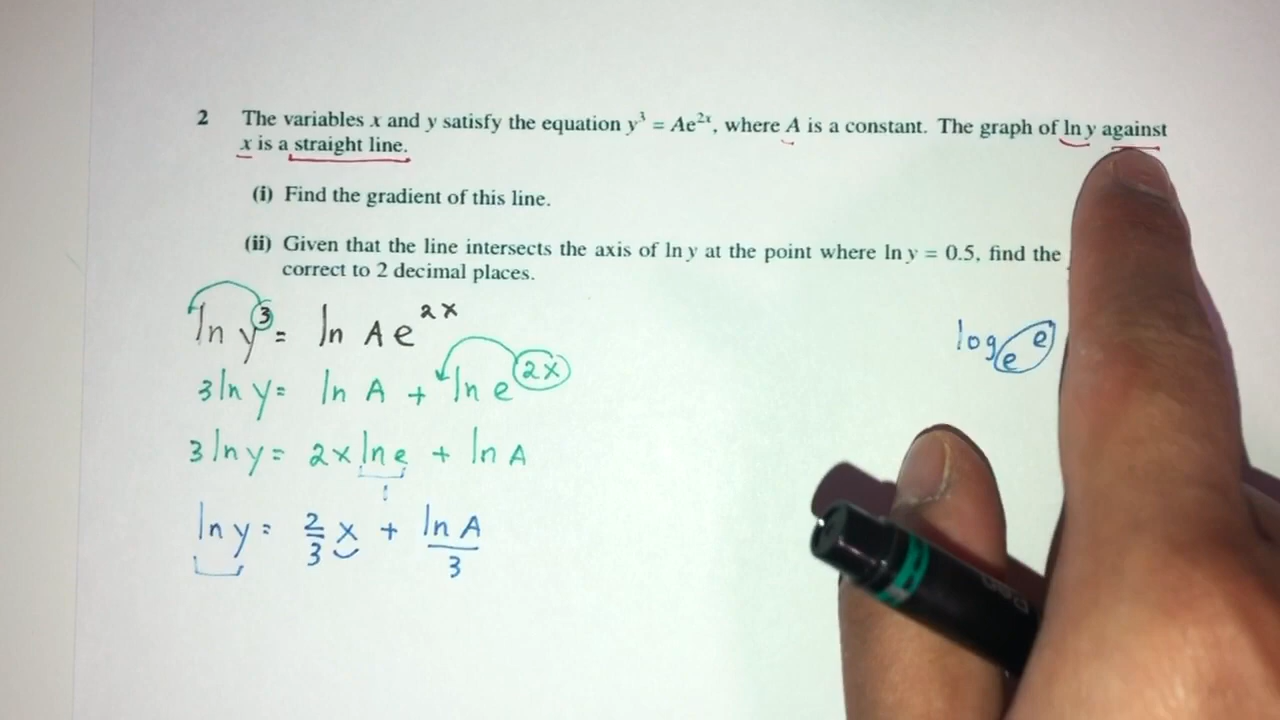 2 The variables x and y satisfy the equation y³ = Ae²ˣ, where A is a constant. The graph of ln y against
x is a straight line.
(i) Find the gradient of this line.
(ii) Given that the line intersects the axis of ln y at the point where ln y = 0.5, find the
correct to 2 decimal places.
ln y³ = ln Ae²ˣ
logₑ e
3 ln y = ln A + ln e²ˣ
3 ln y = 2x ln e + ln A
1
ln y = 2/3 x + ln A/3